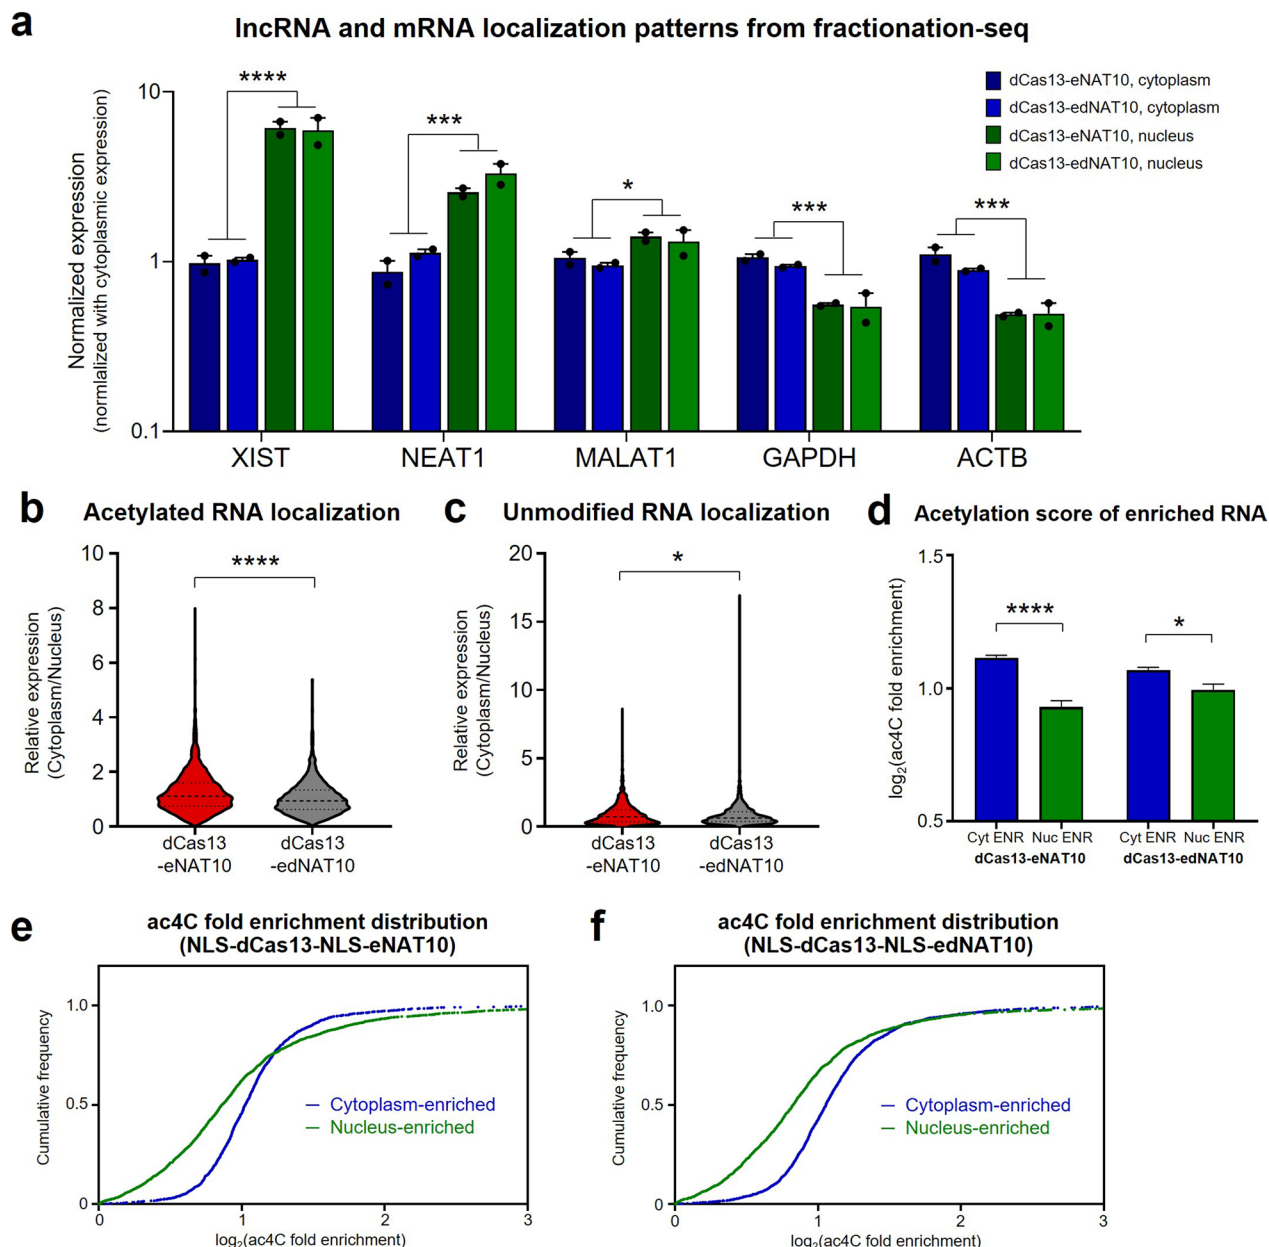 a
lncRNA and mRNA localization patterns from fractionation-seq
Normalized expression
(normlalized with cytoplasmic expression)
10
1
0.1
****
***
*
***
***
dCas13-eNAT10, cytoplasm
dCas13-edNAT10, cytoplasm
dCas13-eNAT10, nucleus
dCas13-edNAT10, nucleus
XIST
NEAT1
MALAT1
GAPDH
ACTB
b
Acetylated RNA localization
Relative expression
(Cytoplasm/Nucleus)
10
8
6
4
2
0
****
dCas13
-eNAT10
dCas13
-edNAT10
c
Unmodified RNA localization
Relative expression
(Cytoplasm/Nucleus)
20
15
10
5
0
*
dCas13
-eNAT10
dCas13
-edNAT10
d
Acetylation score of enriched RNA
log2(ac4C fold enrichment)
1.5
1.0
0.5
****
*
Cyt ENR
Nuc ENR
Cyt ENR
Nuc ENR
dCas13-eNAT10
dCas13-edNAT10
e
ac4C fold enrichment distribution
(NLS-dCas13-NLS-eNAT10)
Cumulative frequency
1.0
0.5
0
Cytoplasm-enriched
Nucleus-enriched
0
1
2
3
log2(ac4C fold enrichment)
f
ac4C fold enrichment distribution
(NLS-dCas13-NLS-edNAT10)
Cumulative frequency
1.0
0.5
0
Cytoplasm-enriched
Nucleus-enriched
0
1
2
3
log2(ac4C fold enrichment)